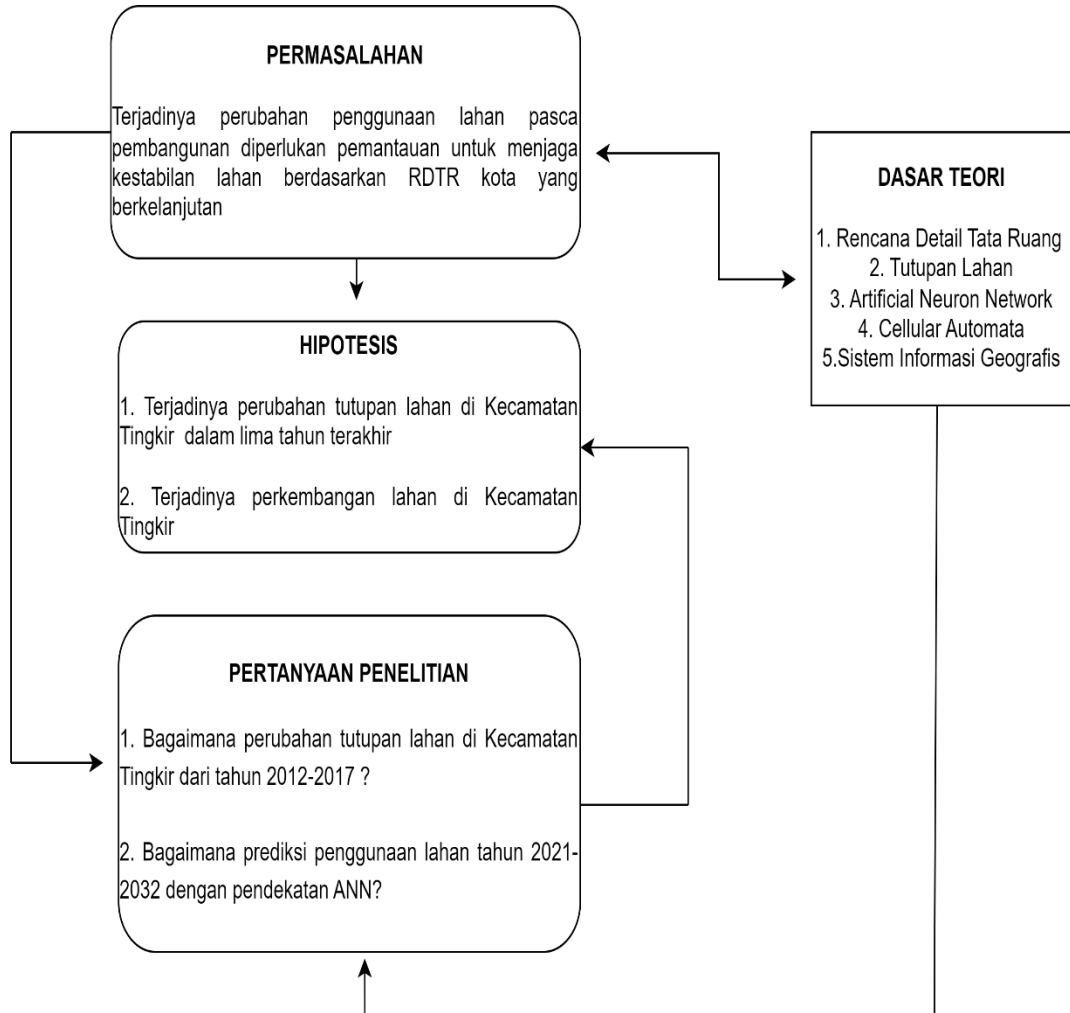 PERMASALAHAN
Terjadinya perubahan penggunaan lahan pasca
pembangunan diperlukan pemantauan untuk menjaga
kestabilan lahan berdasarkan RDTR kota yang
berkelanjutan
DASAR TEORI
1. Rencana Detail Tata Ruang
2. Tutupan Lahan
3. Artificial Neuron Network
4. Cellular Automata
5.Sistem Informasi Geografis
HIPOTESIS
1. Terjadinya perubahan tutupan lahan di Kecamatan
Tingkir dalam lima tahun terakhir
2. Terjadinya perkembangan lahan di Kecamatan
Tingkir
PERTANYAAN PENELITIAN
1. Bagaimana perubahan tutupan lahan di Kecamatan
Tingkir dari tahun 2012-2017 ?
2. Bagaimana prediksi penggunaan lahan tahun 2021-
2032 dengan pendekatan ANN?